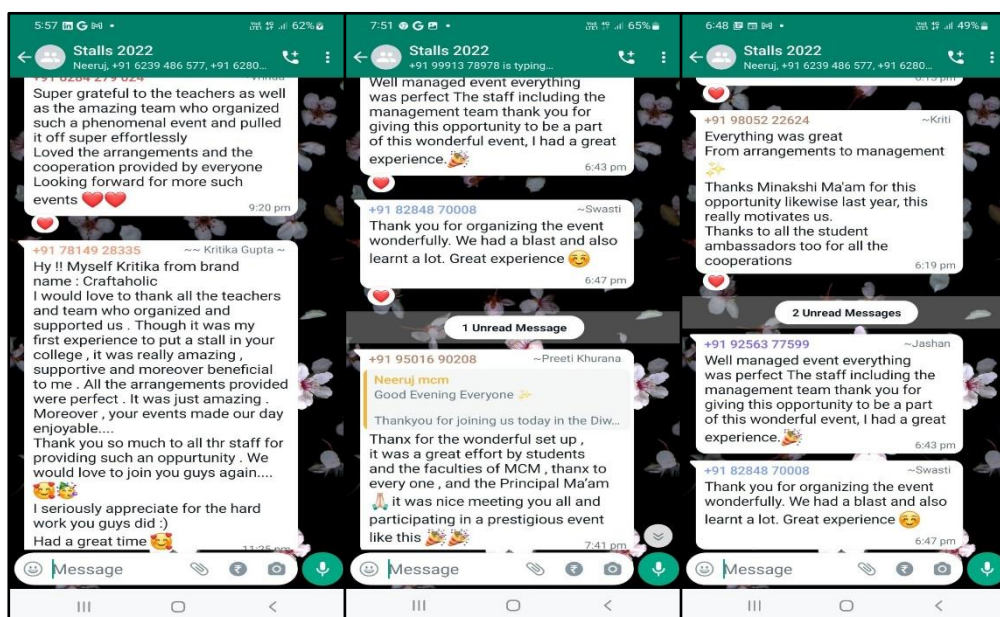 5:57
62%
Stalls 2022
Neeruj, +91 6239 486 577, +91 6280...
+91 6284 279 024 ~Vrinda
Super grateful to the teachers as well
as the amazing team who organized
such a phenomenal event and pulled
it off super effortlessly
Loved the arrangements and the
cooperation provided by everyone
Looking forward for more such
events ❤️❤️
9:20 pm
+91 78149 28335 ~~ Kritika Gupta ~
Hy !! Myself Kritika from brand
name : Craftaholic
I would love to thank all the teachers
and team who organized and
supported us . Though it was my
first experience to put a stall in your
college , it was really amazing ,
supportive and moreover beneficial
to me . All the arrangements provided
were perfect . It was just amazing .
Moreover , your events made our day
enjoyable....
Thank you so much to all thr staff for
providing such an oppurtunity . We
would love to join you guys again....
🥰🥳
I seriously appreciate for the hard
work you guys did :)
Had a great time 🥰
11:25 pm
Message
7:51
65%
Stalls 2022
+91 99913 78978 is typing...
Well managed event everything
was perfect The staff including the
management team thank you for
giving this opportunity to be a part
of this wonderful event, I had a great
experience.🎉
6:43 pm
+91 82848 70008 ~Swasti
Thank you for organizing the event
wonderfully. We had a blast and also
learnt a lot. Great experience ☺️
6:47 pm
1 Unread Message
+91 95016 90208 ~Preeti Khurana
Neeruj mcm
Good Evening Everyone ✨
Thankyou for joining us today in the Diw...
Thanx for the wonderful set up ,
it was a great effort by students
and the faculties of MCM , thanx to
every one , and the Principal Ma'am
🙏 it was nice meeting you all and
participating in a prestigious event
like this 🎉🎉
7:41 pm
Message
6:48
49%
Stalls 2022
Neeruj, +91 6239 486 577, +91 6280...
6:15 pm
+91 98052 22624 ~Kriti
Everything was great
From arrangements to management
✨
Thanks Minakshi Ma'am for this
opportunity likewise last year, this
really motivates us.
Thanks to all the student
ambassadors too for all the
cooperations
6:19 pm
2 Unread Messages
+91 92563 77599 ~Jashan
Well managed event everything
was perfect The staff including the
management team thank you for
giving this opportunity to be a part
of this wonderful event, I had a great
experience.🎉
6:43 pm
+91 82848 70008 ~Swasti
Thank you for organizing the event
wonderfully. We had a blast and also
learnt a lot. Great experience ☺️
6:47 pm
Message